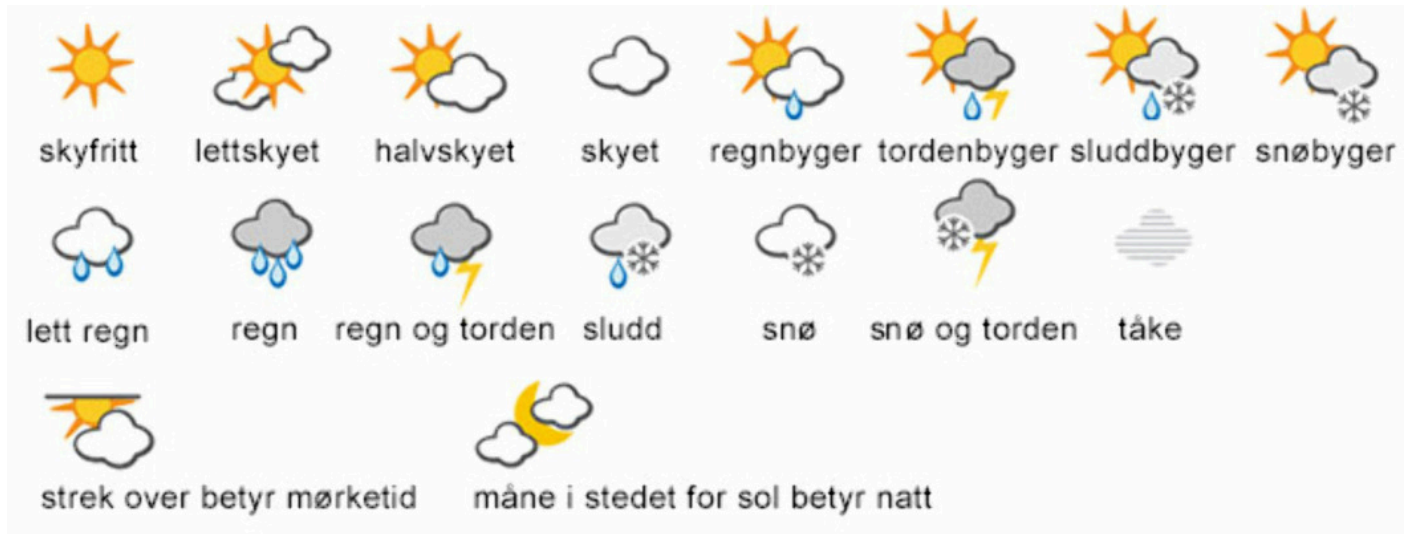 skyfritt lettskyet halvskyet skyet regnbyger tordenbyger sluddbyger snøbyger
lett regn regn regn og torden sludd snø snø og torden tåke
strek over betyr mørketid måne i stedet for sol betyr natt